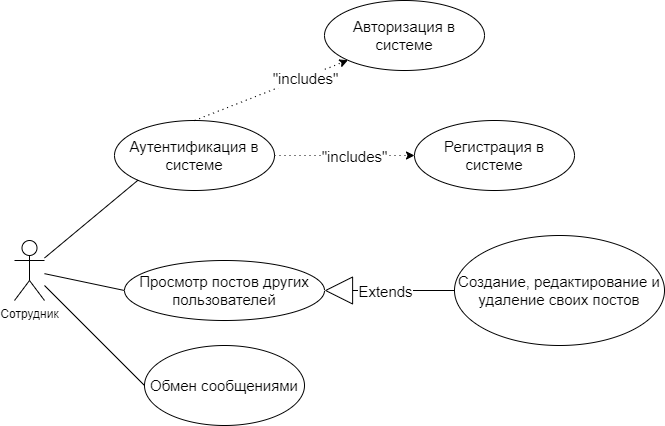 Авторизация в
системе
"includes"
Аутентификация в
системе
"includes"
Регистрация в
системе
Сотрудник
Просмотр постов других
пользователей
Extends
Создание, редактирование и
удаление своих постов
Обмен сообщениями